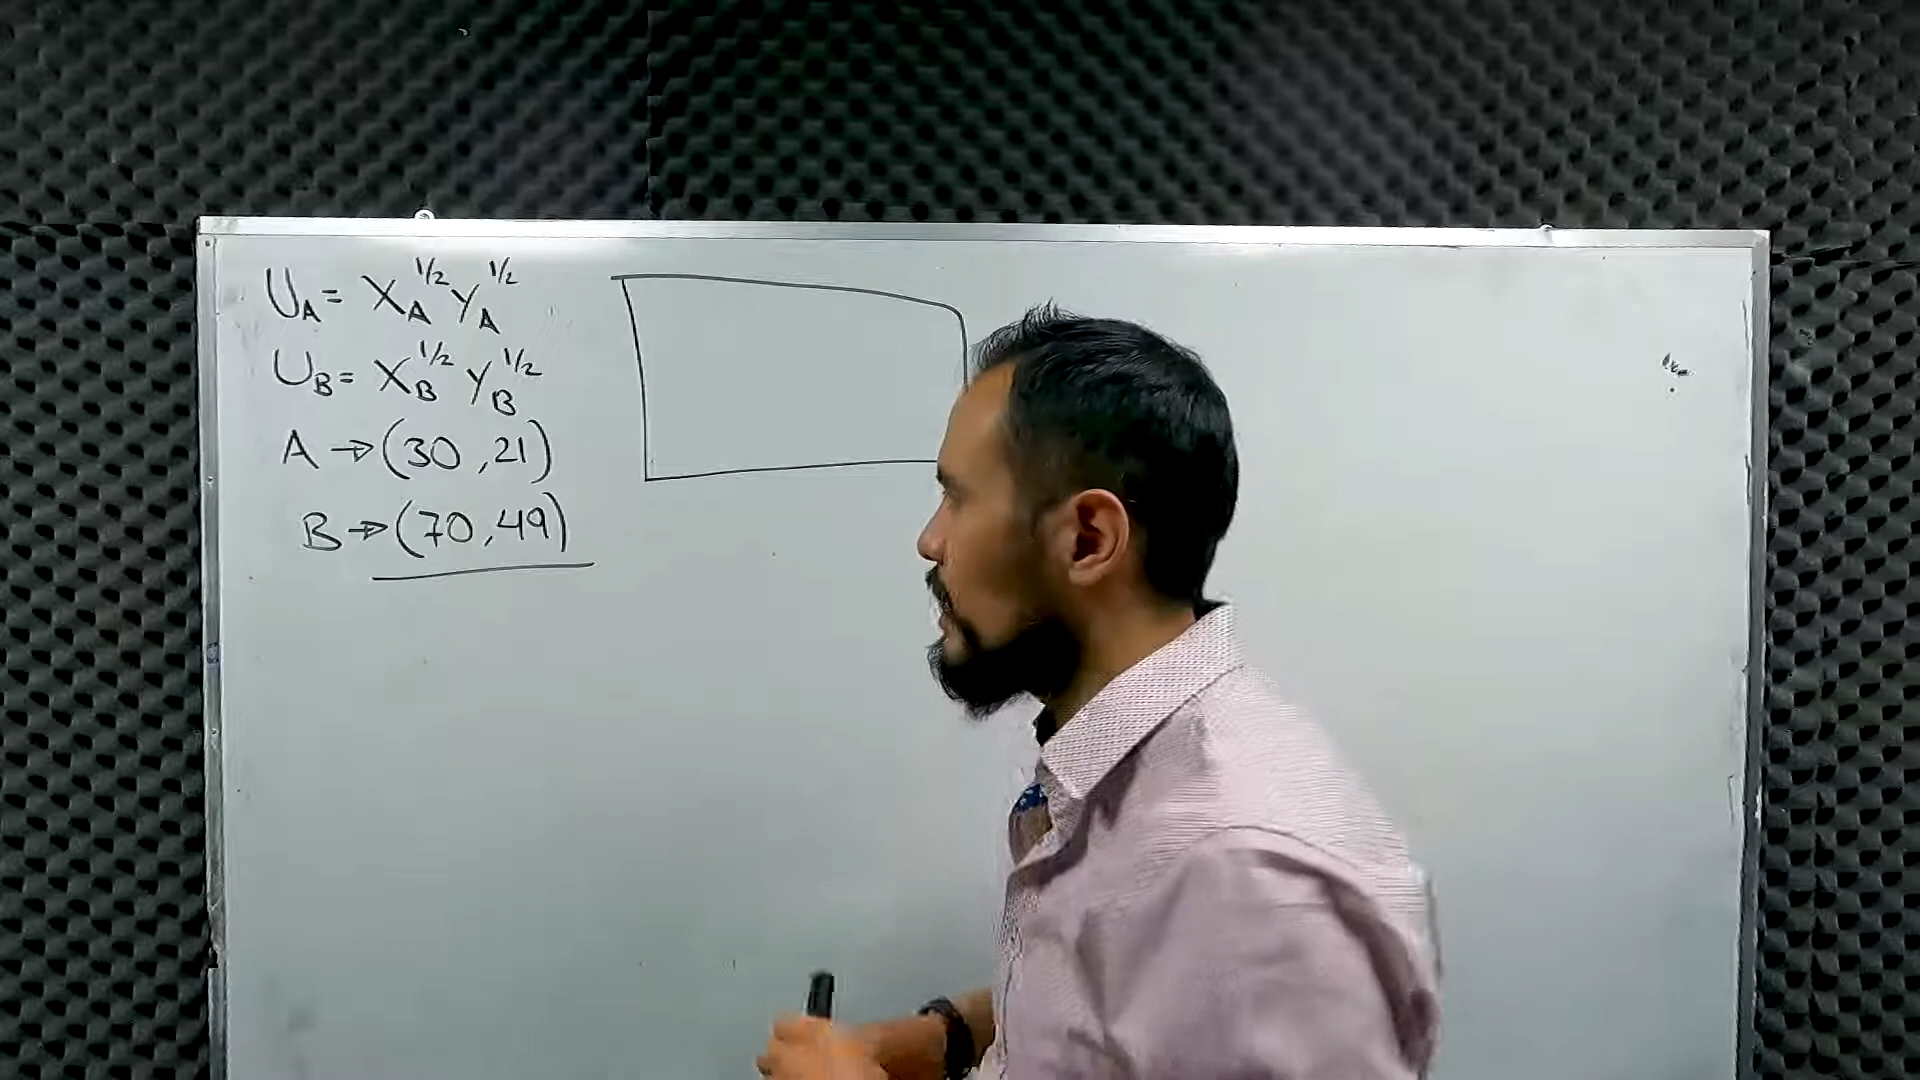 U_A = X_A^{1/2} Y_A^{1/2}
U_B = X_B^{1/2} Y_B^{1/2}
A → (30, 21)
B → (70, 49)